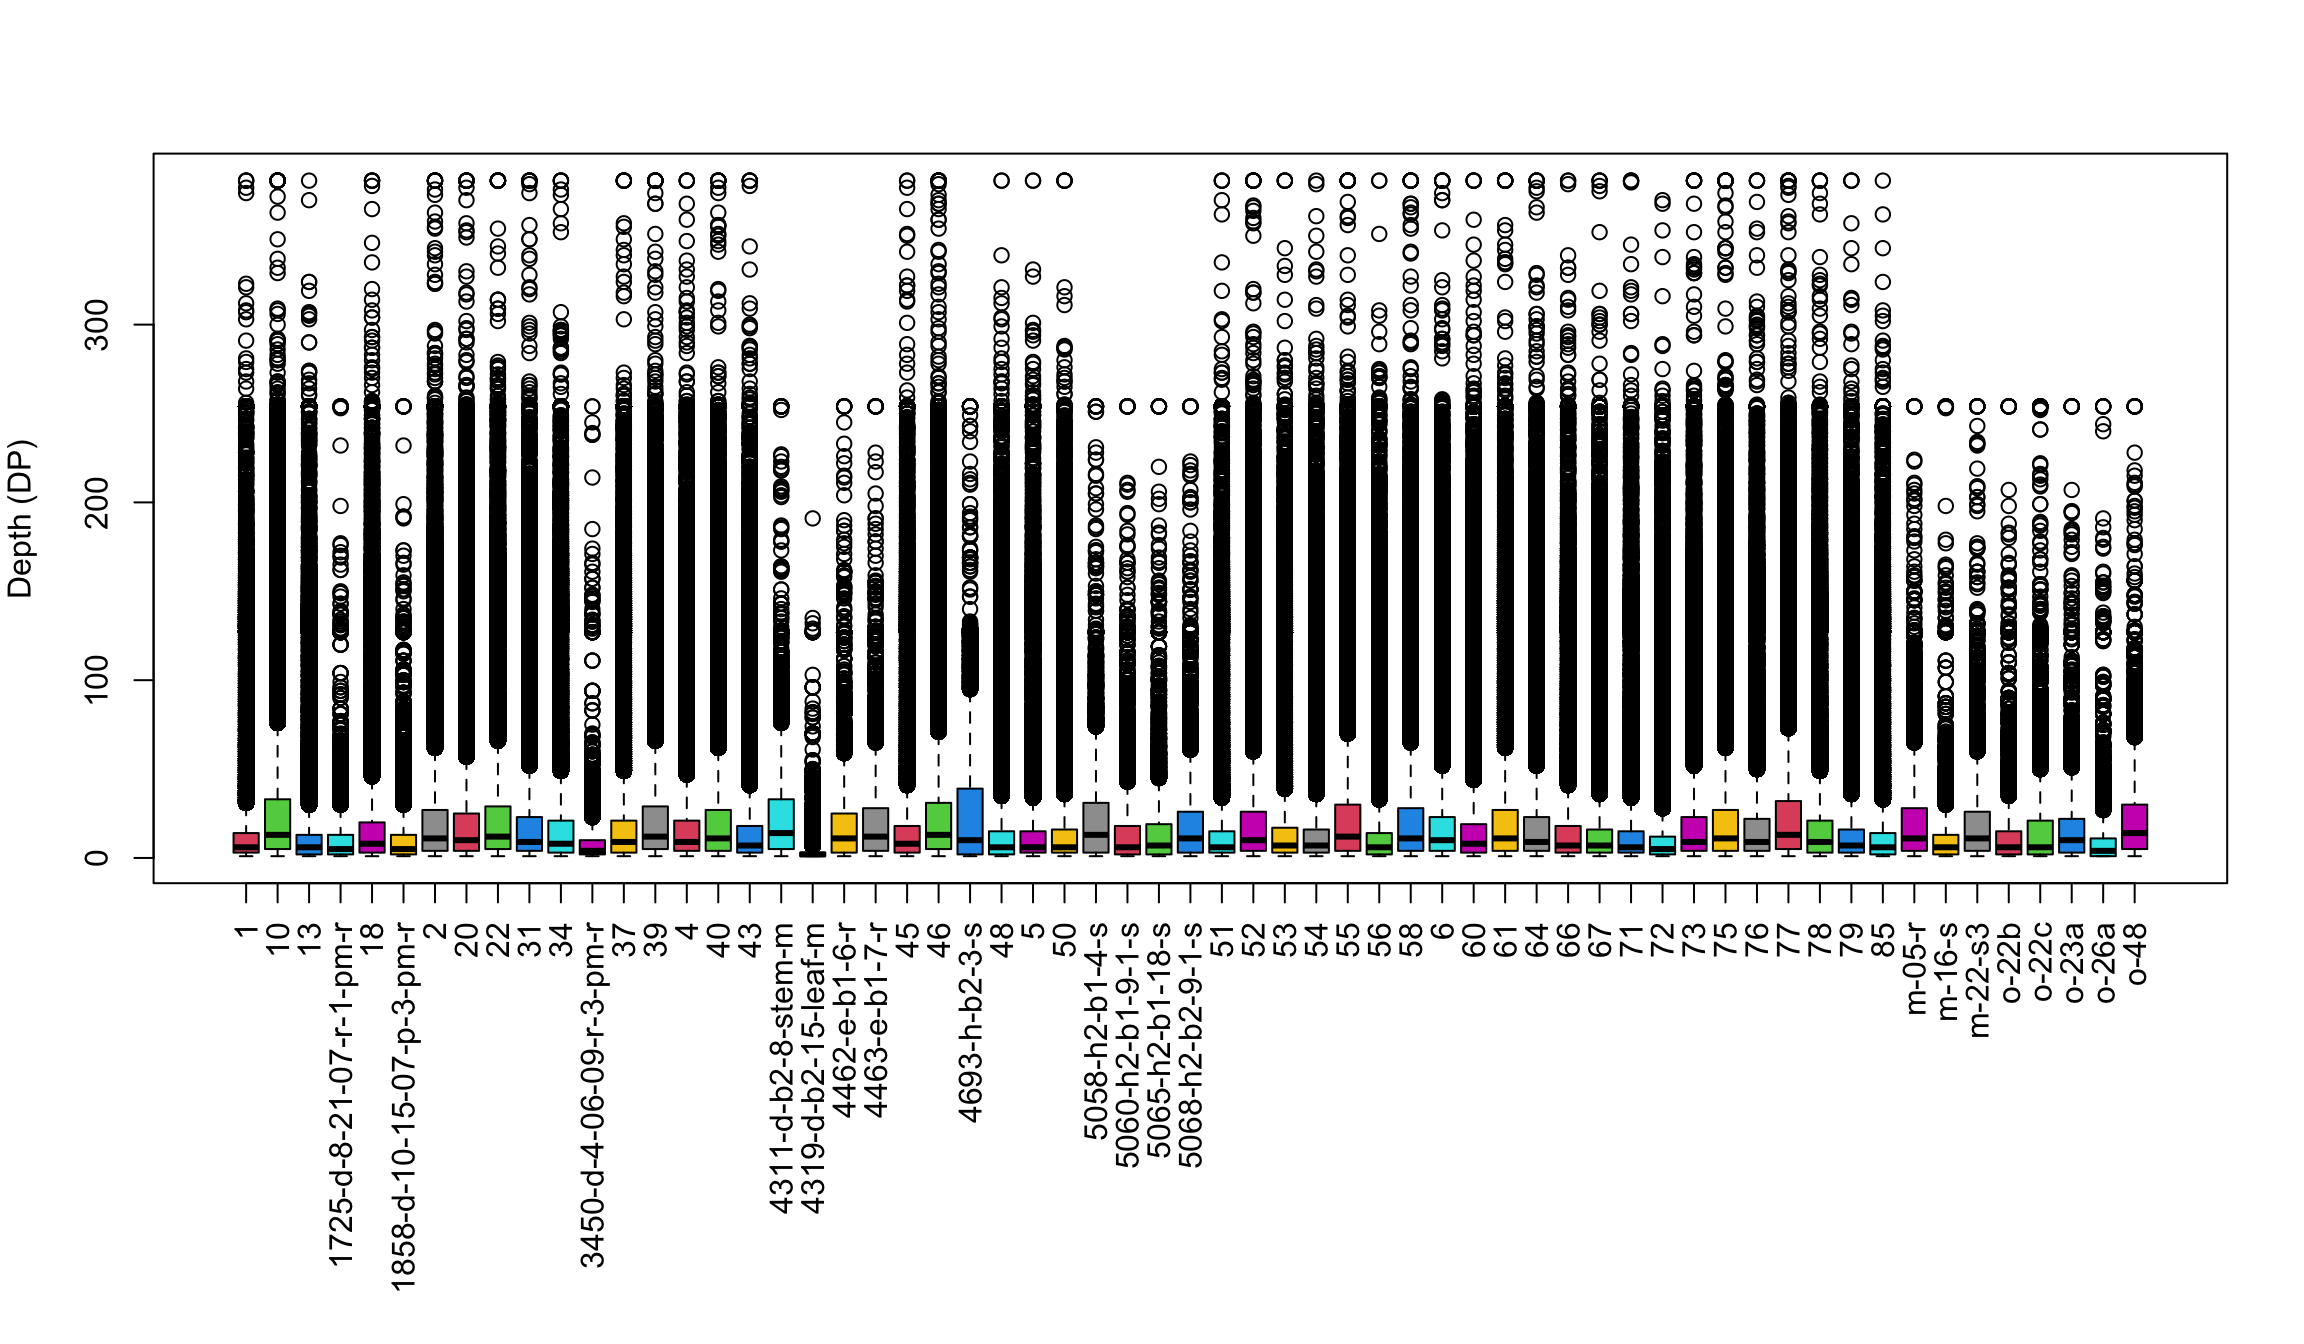 Depth (DP)
300
200
100
0
1
10
13
1725-d-8-21-07-r-1-pm-r
18
1858-d-10-15-07-p-3-pm-r
2
20
22
31
34
3450-d-4-06-09-r-3-pm-r
37
39
4
40
43
4311-d-b2-8-stem-m
4319-d-b2-15-leaf-m
4462-e-b1-6-r
4463-e-b1-7-r
45
46
4693-h-b2-3-s
48
5
50
5058-h2-b1-4-s
5060-h2-b1-9-1-s
5065-h2-b1-18-s
5068-h2-b2-9-1-s
51
52
53
54
55
56
58
6
60
61
64
66
67
71
72
73
75
76
77
78
79
85
m-05-r
m-16-s
m-22-s3
o-22b
o-22c
o-23a
o-26a
o-48